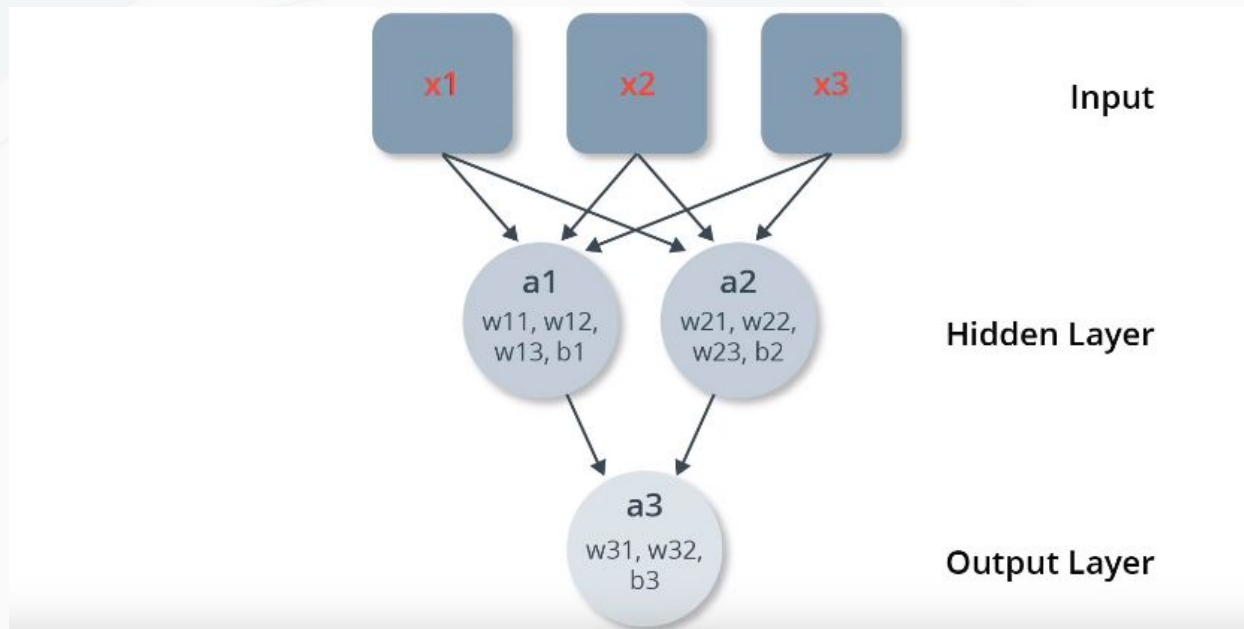 x1 x2 x3
Input
a1
w11, w12,
w13, b1
a2
w21, w22,
w23, b2
Hidden Layer
a3
w31, w32,
b3
Output Layer